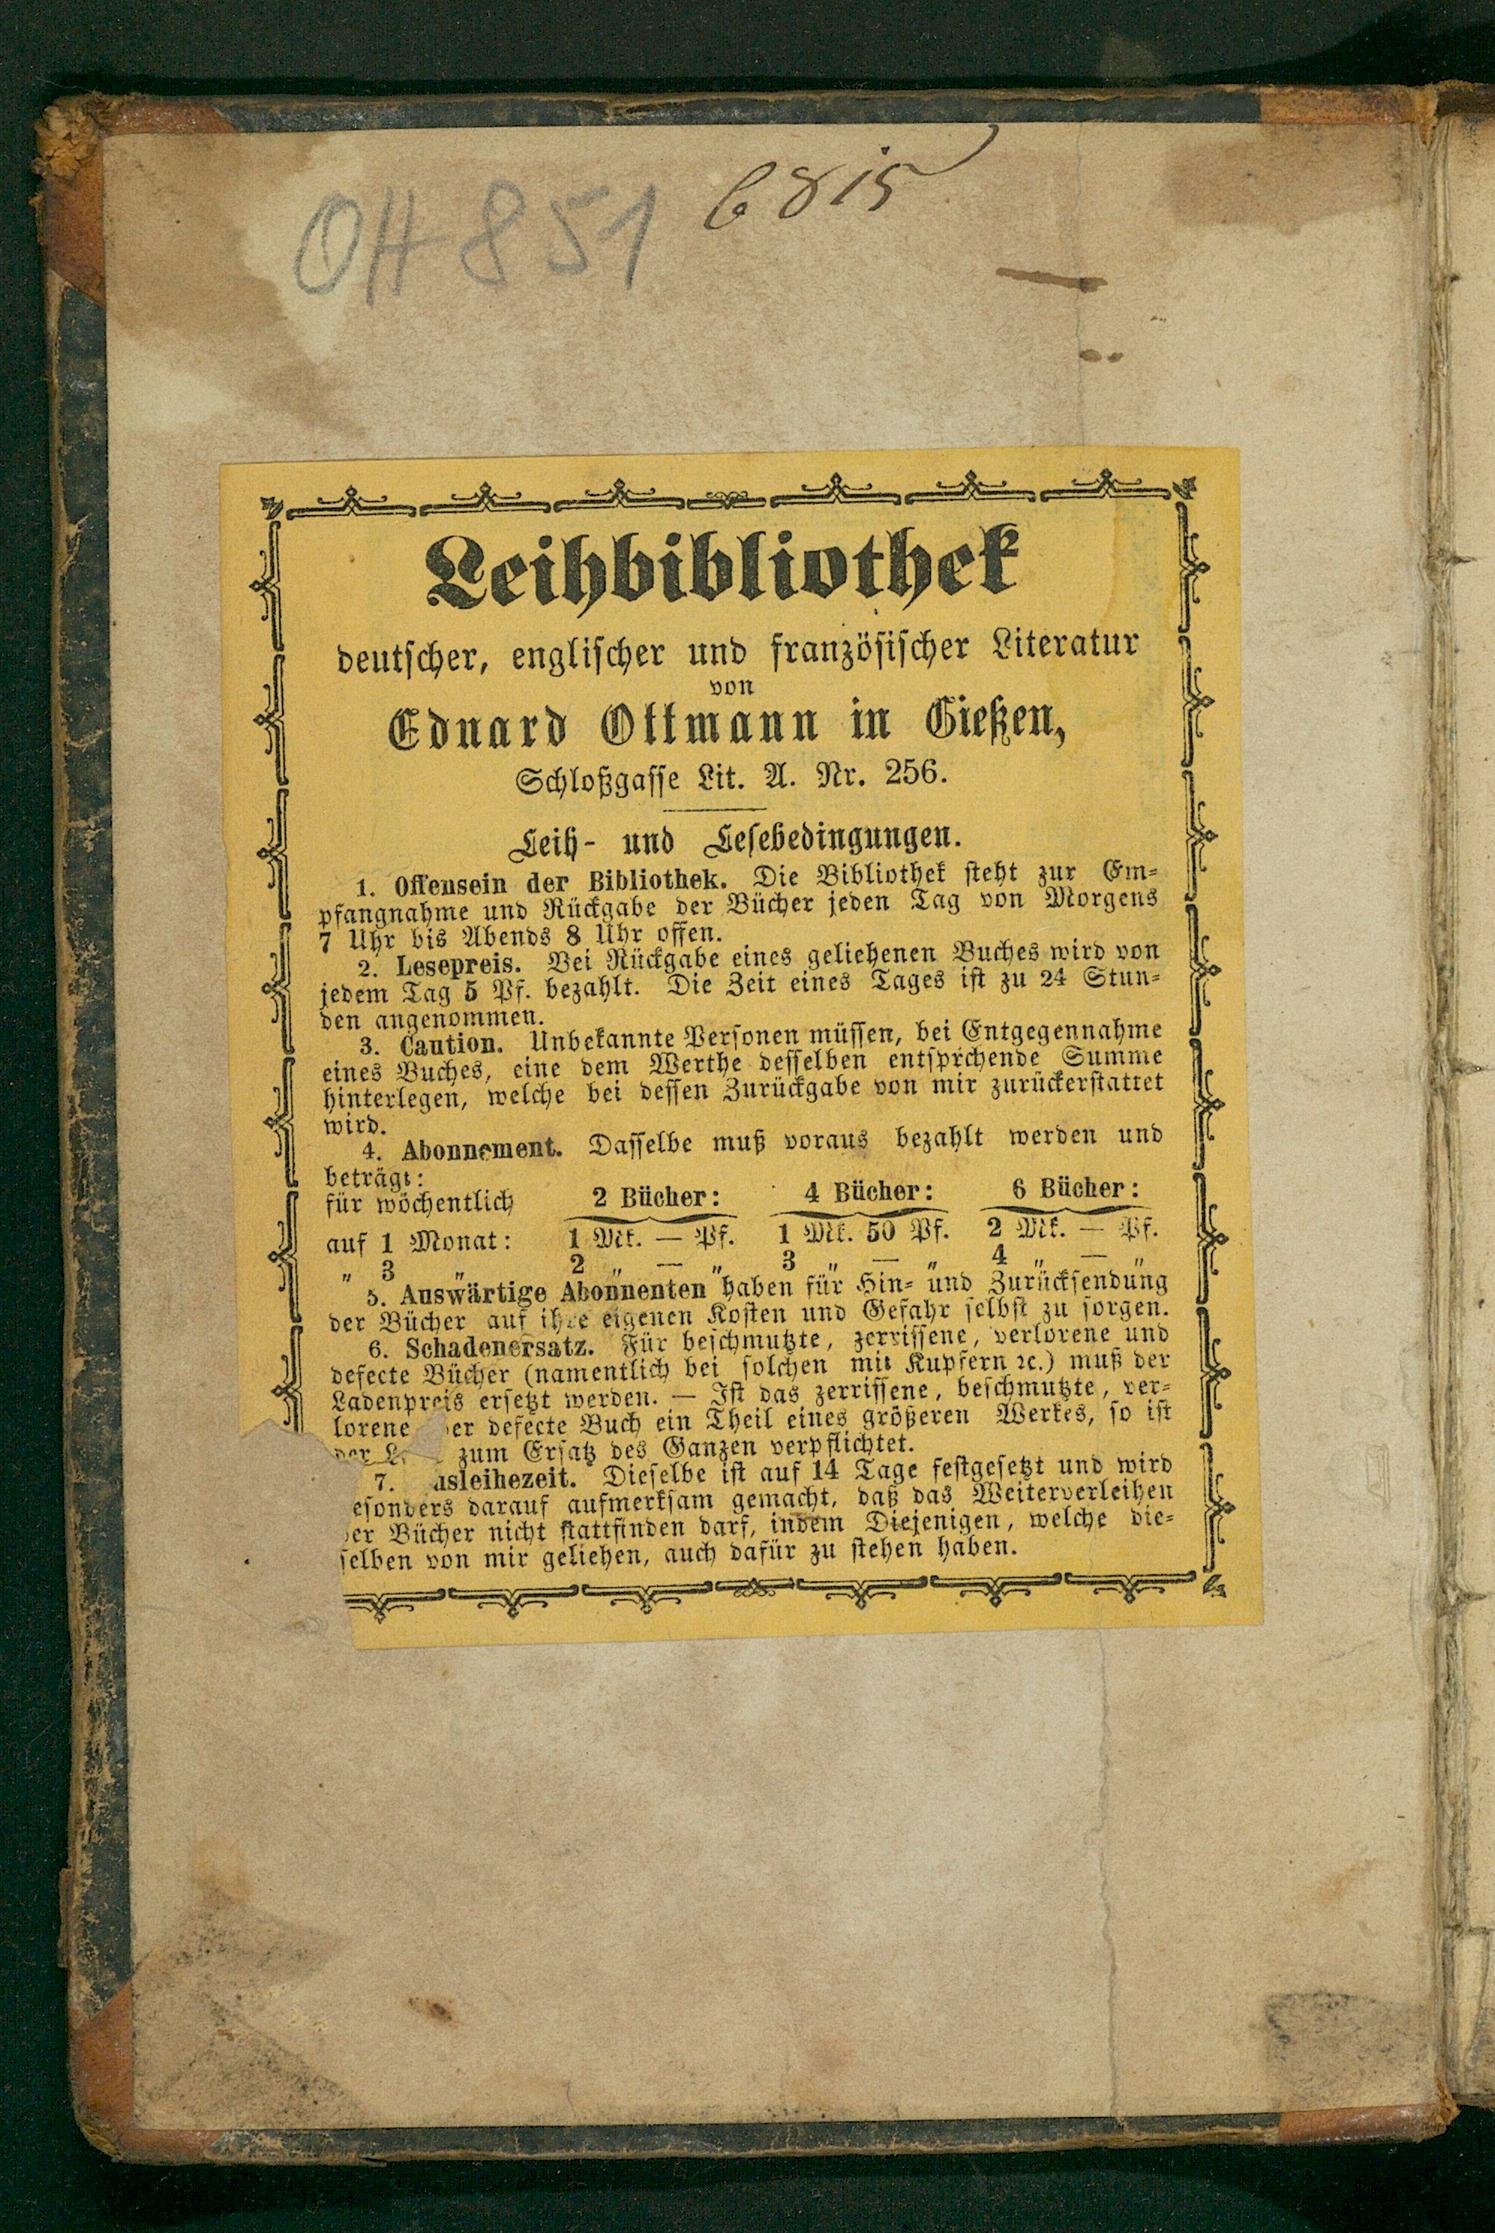 OH 851 6815
Leihbibliothek
deutscher, englischer und französischer Literatur
von
Eduard Ottmann in Gießen,
Schloßgasse Lit. A. Nr. 256.
Leih- und Lesebedingungen.
1. Offensein der Bibliothek. Die Bibliothek steht zur Em-
pfangnahme und Rückgabe der Bücher jeden Tag von Morgens
7 Uhr bis Abends 8 Uhr offen.
2. Lesepreis. Bei Rückgabe eines geliehenen Buches wird von
jedem Tag 5 Pf. bezahlt. Die Zeit eines Tages ist zu 24 Stun-
den angenommen.
3. Caution. Unbekannte Personen müssen, bei Entgegennahme
eines Buches, eine dem Werthe desselben entsprchende Summe
hinterlegen, welche bei dessen Zurückgabe von mir zurückerstattet
wird.
4. Abonnement. Dasselbe muß voraus bezahlt werden und
beträgt:
für wöchentlich 2 Bücher: 4 Bücher: 6 Bücher:
auf 1 Monat: 1 Mk. — Pf. 1 Mk. 50 Pf. 2 Mk. — Pf.
„ 3 „ 2 „ — „ 3 „ — „ 4 „ — „
5. Auswärtige Abonnenten haben für Hin- und Zurücksendung
der Bücher auf ihre eigenen Kosten und Gefahr selbst zu sorgen.
6. Schadenersatz. Für beschmutzte, zerrissene, verlorene und
defecte Bücher (namentlich bei solchen mit Kupfern ꝛc.) muß der
Ladenpreis ersetzt werden. — Ist das zerrissene, beschmutzte, ver-
lorene der defecte Buch ein Theil eines größeren Werkes, so ist
der zum Ersatz des Ganzen verpflichtet.
7. usleihezeit. Dieselbe ist auf 14 Tage festgesetzt und wird
esonders darauf aufmerksam gemacht, daß das Weiterverleihen
der Bücher nicht stattfinden darf, indem Diejenigen, welche die-
selben von mir geliehen, auch dafür zu stehen haben.